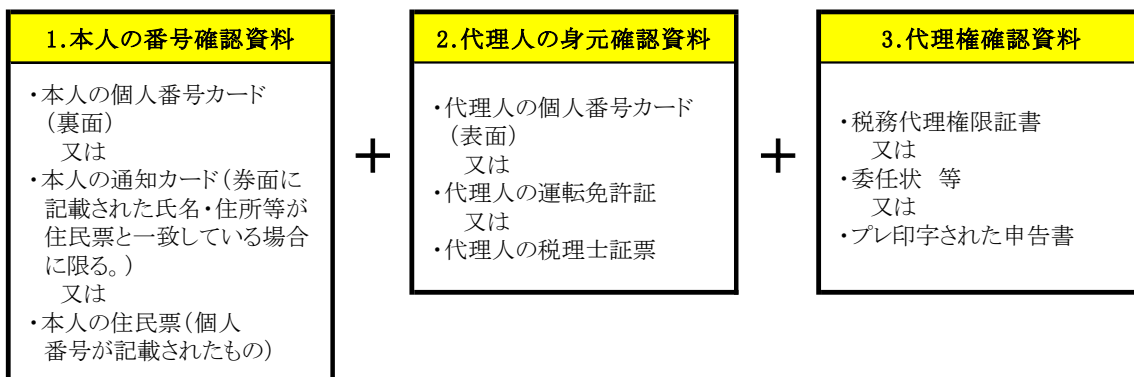 1.本人の番号確認資料
・本人の個人番号カード
（裏面）
又は
・本人の通知カード（券面に
記載された氏名・住所等が
住民票と一致している場合
に限る。）
又は
・本人の住民票（個人
番号が記載されたもの）
＋
2.代理人の身元確認資料
・代理人の個人番号カード
（表面）
又は
・代理人の運転免許証
又は
・代理人の税理士証票
＋
3.代理権確認資料
・税務代理権限証書
又は
・委任状　等
又は
・プレ印字された申告書